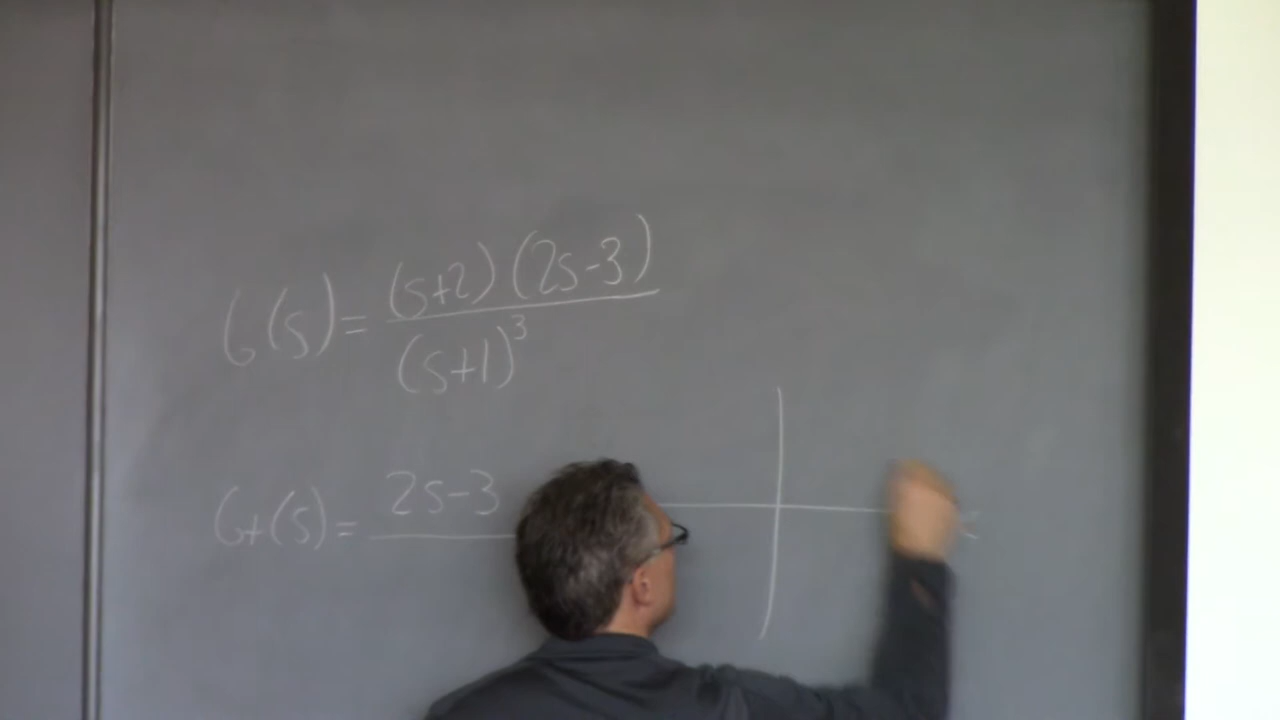 G(s) = (s+2)(2s-3)
(s+1)^3
G+(s) = 2s-3